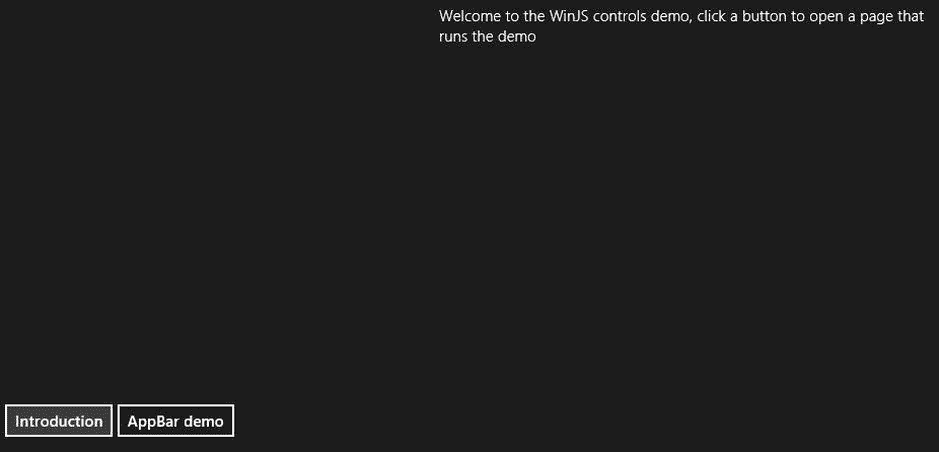 Welcome to the WinJS controls demo, click a button to open a page that
runs the demo
Introduction
AppBar demo